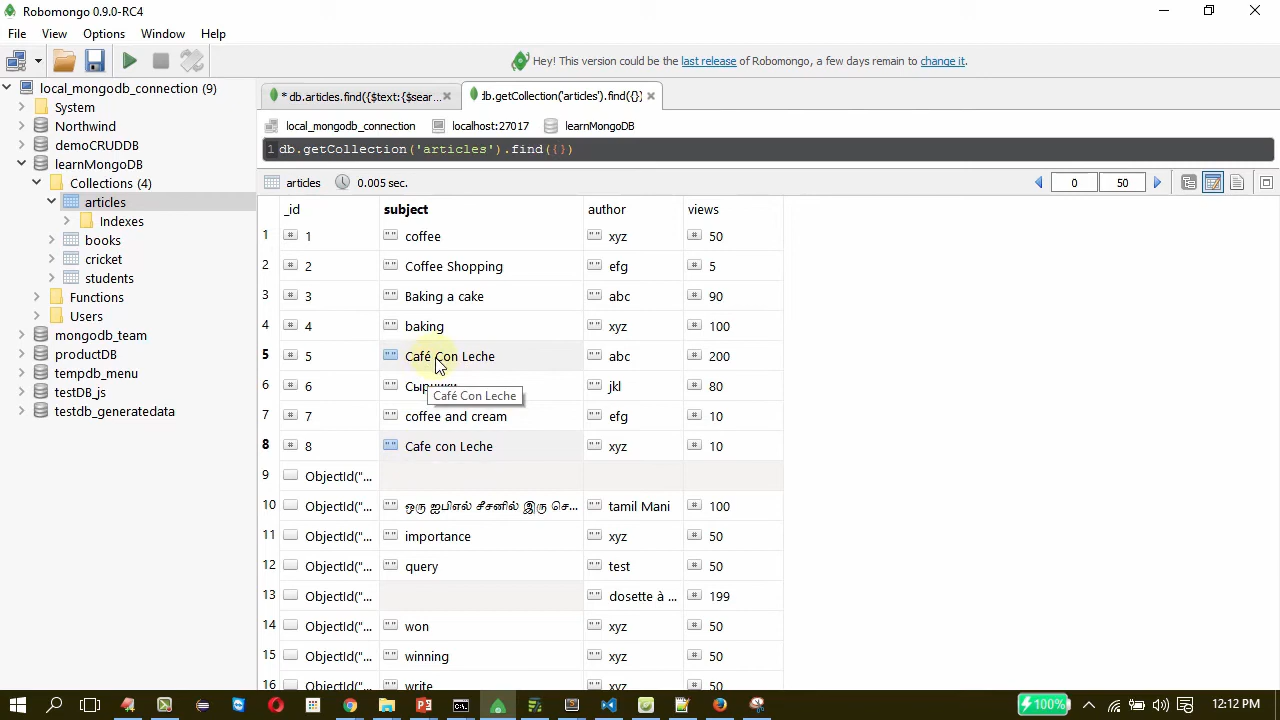 Robomongo 0.9.0-RC4
File View Options Window Help
Hey! This version could be the last release of Robomongo, a few days remain to change it.
local_mongodb_connection (9)
System
Northwind
demoCRUDDB
learnMongoDB
Collections (4)
articles
Indexes
books
cricket
students
Functions
Users
mongodb_team
productDB
tempdb_menu
testDB_js
testdb_generatedata
* db.articles.find({$text:{$sear...
db.getCollection('articles').find({})
local_mongodb_connection localhost:27017 learnMongoDB
1 db.getCollection('articles').find({})
articles 0.005 sec. 0 50
_id subject author views
1 # 1 "" coffee "" xyz # 50
2 # 2 "" Coffee Shopping "" efg # 5
3 # 3 "" Baking a cake "" abc # 90
4 # 4 "" baking "" xyz # 100
5 # 5 "" Café Con Leche "" abc # 200
6 # 6 "" "" jkl # 80
Café Con Leche
7 # 7 "" coffee and cream "" efg # 10
8 # 8 "" Cafe con Leche "" xyz # 10
9 ObjectId("...
10 ObjectId("... "" ஒரு ஐபிஎல் சீசனில் இரு செ... "" tamil Mani # 100
11 ObjectId("... "" importance "" xyz # 50
12 ObjectId("... "" query "" test # 50
13 ObjectId("... "" dosette à ... # 199
14 ObjectId("... "" won "" xyz # 50
15 ObjectId("... "" winning "" xyz # 50
16 ObjectId("... "" write "" xyz # 50
100% 12:12 PM